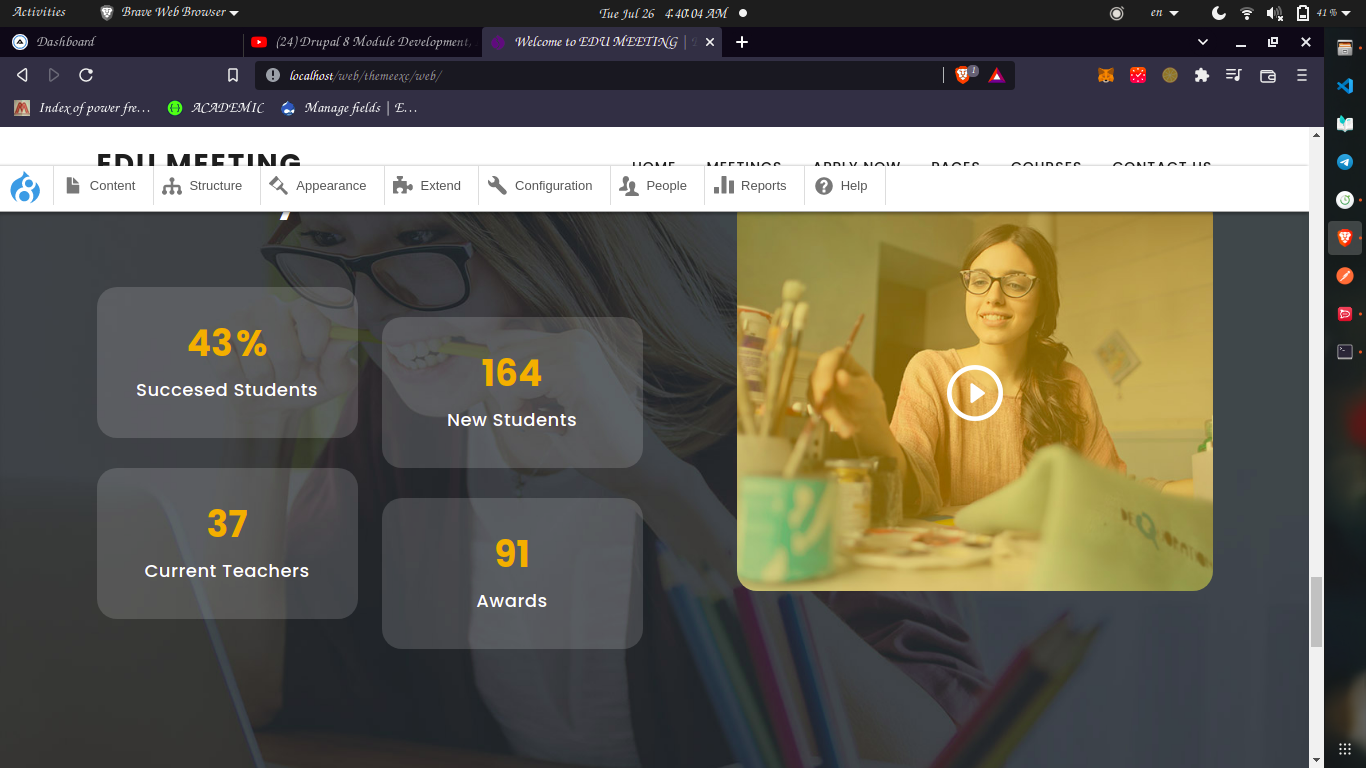 Activities Brave Web Browser Tue Jul 26 4:40:04 AM en 41 %
Dashboard (24) Drupal 8 Module Development, Welcome to EDU MEETING |
localhost/web/themeexc/web/ 1
Index of power fre... ACADEMIC Manage fields | E...
EDU MEETING HOME MEETINGS APPLY NOW PAGES COURSES CONTACT US
Content Structure Appearance Extend Configuration People Reports Help
43%
Succesed Students
164
New Students
37
Current Teachers
91
Awards